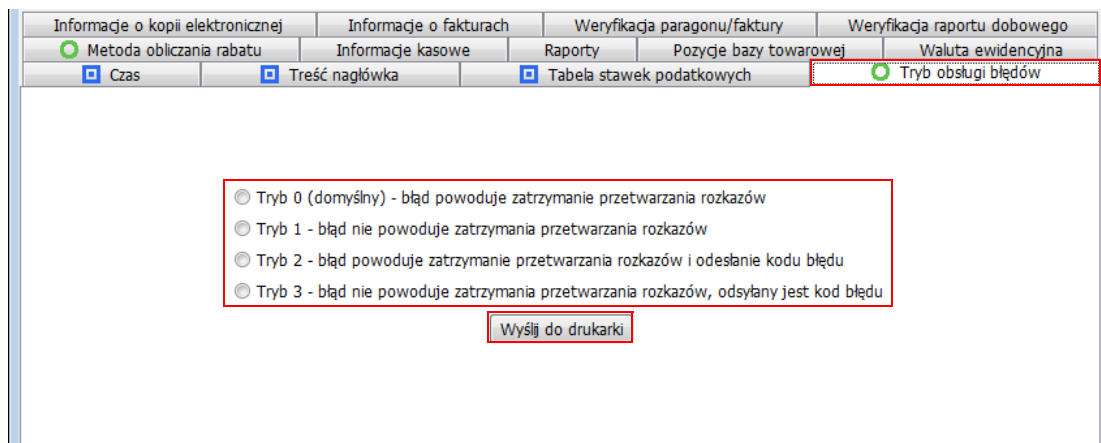 Informacje o kopii elektronicznej Informacje o fakturach Weryfikacja paragonu/faktury Weryfikacja raportu dobowego
Metoda obliczania rabatu Informacje kasowe Raporty Pozycje bazy towarowej Waluta ewidencyjna
Czas Treść nagłówka Tabela stawek podatkowych Tryb obsługi błędów
Tryb 0 (domyślny) - błąd powoduje zatrzymanie przetwarzania rozkazów
Tryb 1 - błąd nie powoduje zatrzymania przetwarzania rozkazów
Tryb 2 - błąd powoduje zatrzymanie przetwarzania rozkazów i odesłanie kodu błędu
Tryb 3 - błąd nie powoduje zatrzymania przetwarzania rozkazów, odsyłany jest kod błędu
Wyślij do drukarki